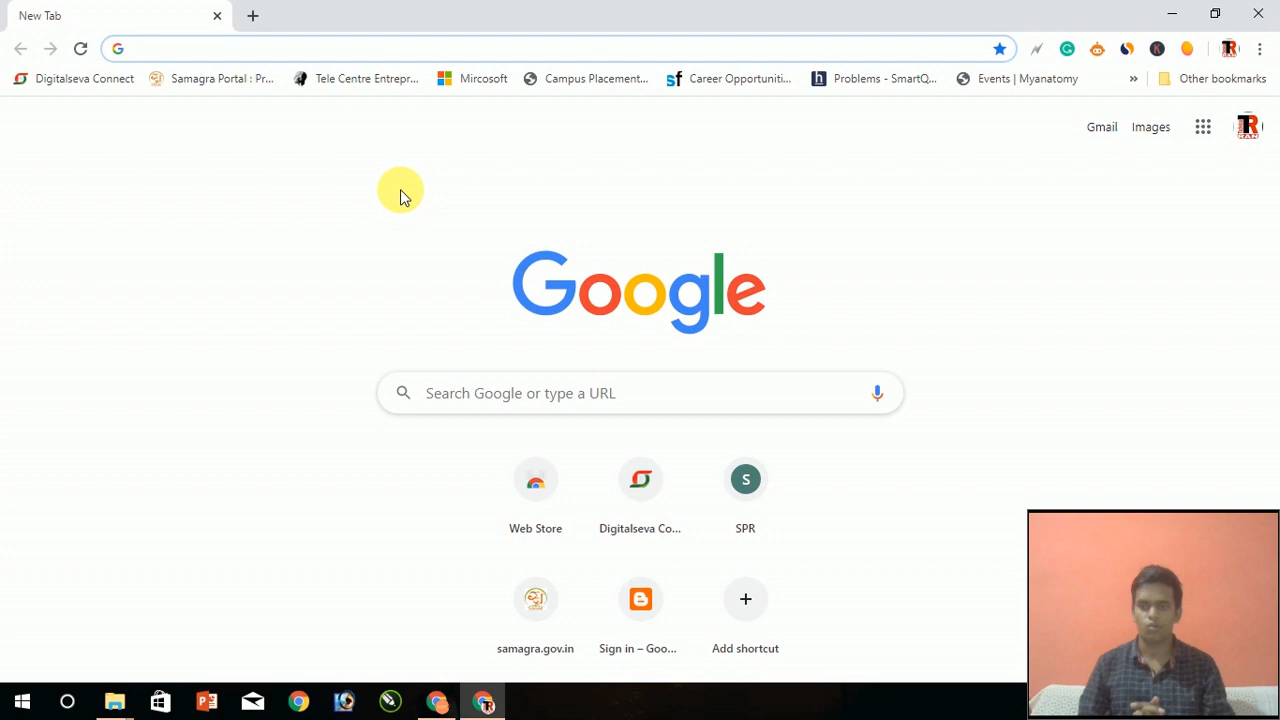 New Tab
Digitalseva Connect
Samagra Portal : Pr...
Tele Centre Entrepr...
Mircosoft
Campus Placement...
sf Career Opportuniti...
h Problems - SmartQ...
Events | Myanatomy
»
Other bookmarks
Gmail
Images
Google
Search Google or type a URL
Web Store
Digitalseva Co...
S
SPR
samagra.gov.in
Sign in – Goo...
Add shortcut